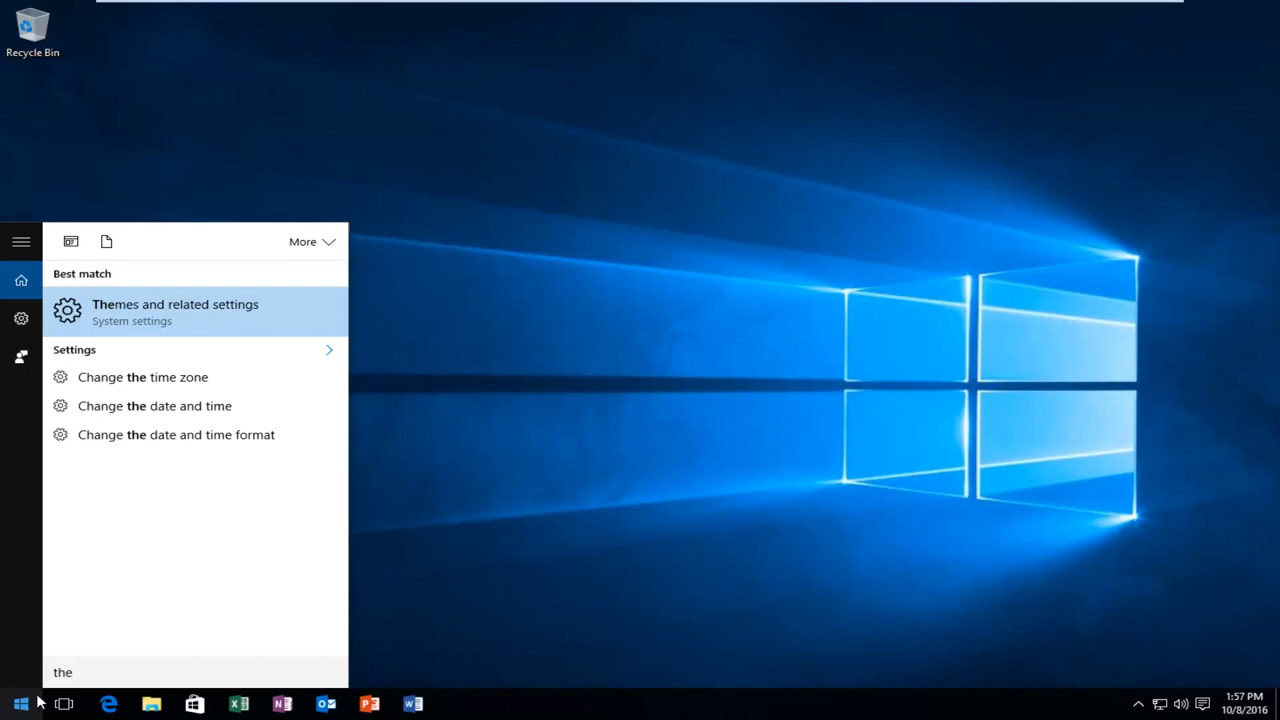 Recycle Bin
More
Best match
Themes and related settings
System settings
Settings
Change the time zone
Change the date and time
Change the date and time format
the
1:57 PM
10/8/2016